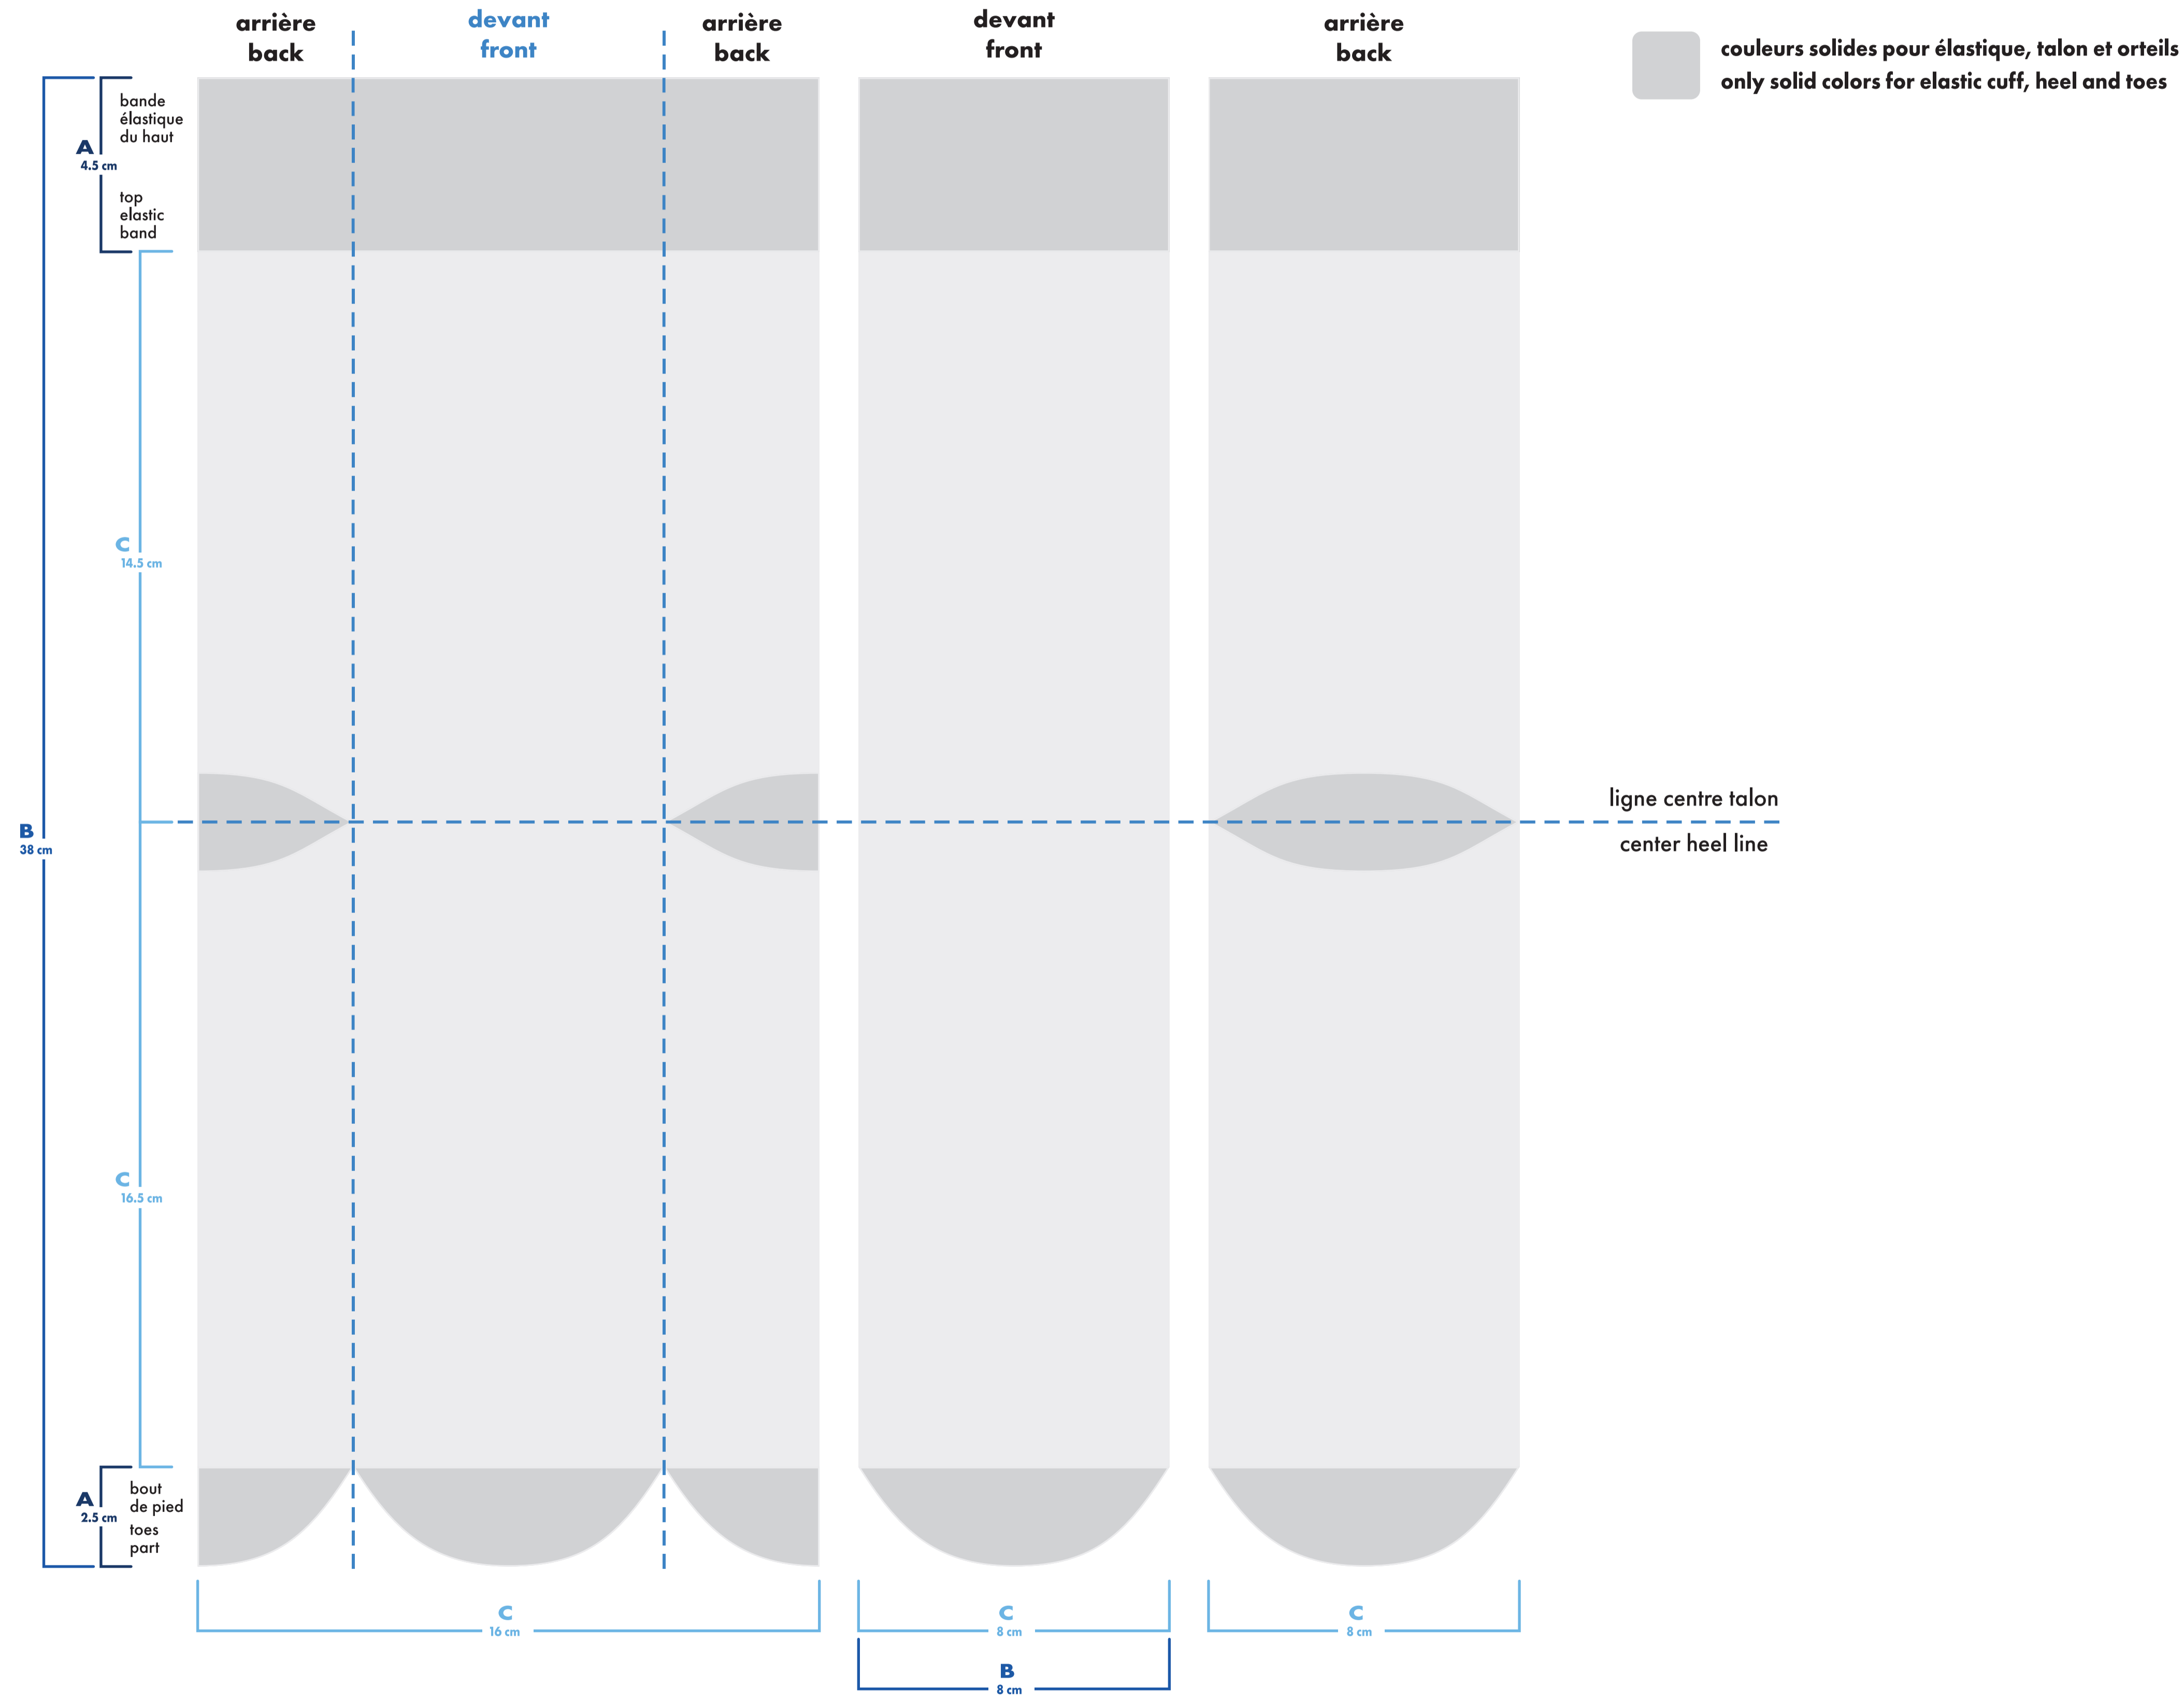 arrière
back
devant
front
arrière
back
devant
front
arrière
back
couleurs solides pour élastique, talon et orteils
only solid colors for elastic cuff, heel and toes
bande
élastique
du haut
A
4.5 cm
top
elastic
band
C
14.5 cm
ligne centre talon
center heel line
B
38 cm
C
16.5 cm
A
2.5 cm
bout
de pied
toes
part
C
16 cm
C
8 cm
C
8 cm
B
8 cm